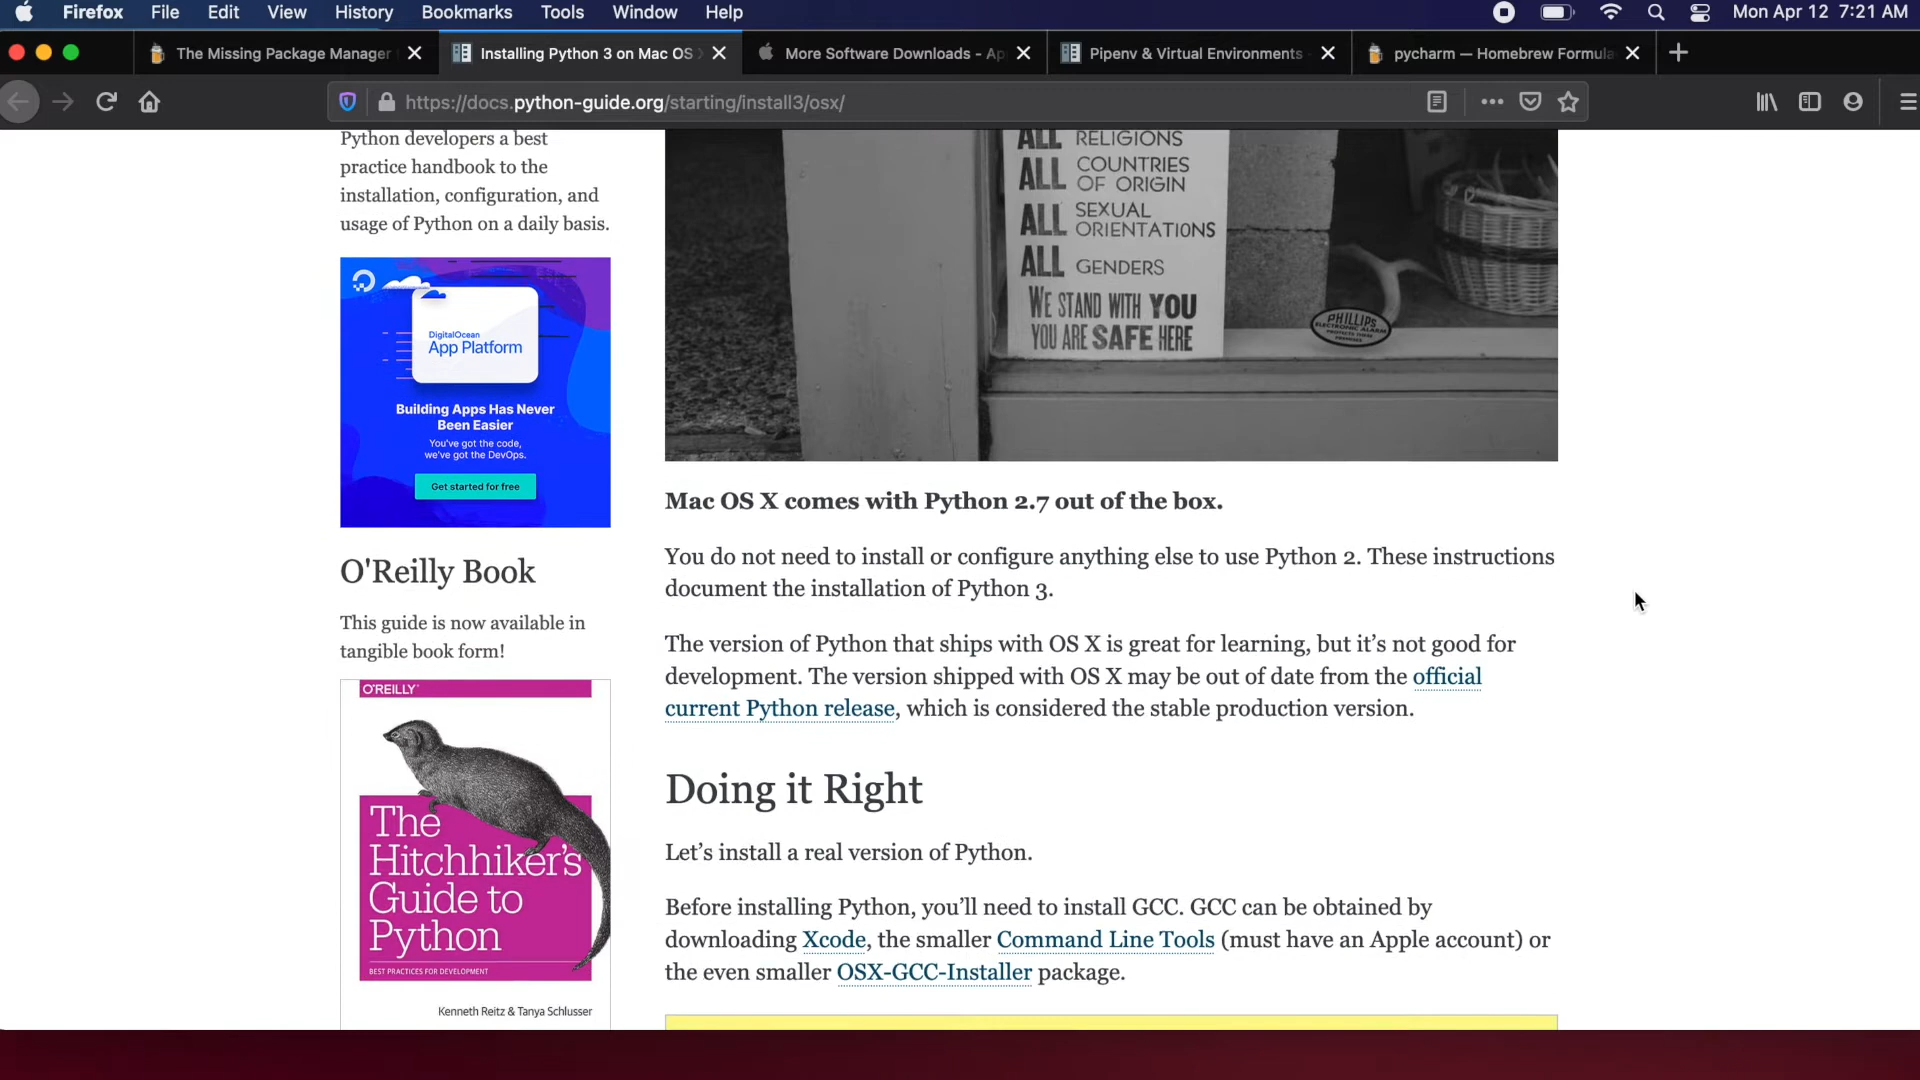 Firefox File Edit View History Bookmarks Tools Window Help Mon Apr 12 7:21 AM
The Missing Package Manager
Installing Python 3 on Mac OS
More Software Downloads - Ap
Pipenv & Virtual Environments
pycharm — Homebrew Formula
https://docs.python-guide.org/starting/install3/osx/
Python developers a best
practice handbook to the
installation, configuration, and
usage of Python on a daily basis.
DigitalOcean
App Platform
Building Apps Has Never
Been Easier
You've got the code,
we've got the DevOps.
Get started for free
O'Reilly Book
This guide is now available in
tangible book form!
O'REILLY
The
Hitchhiker's
Guide to
Python
BEST PRACTICES FOR DEVELOPMENT
Kenneth Reitz & Tanya Schlusser
ALL RELIGIONS
ALL COUNTRIES
OF ORIGIN
ALL SEXUAL
ORIENTATIONS
ALL GENDERS
WE STAND WITH YOU
YOU ARE SAFE HERE
PHILLIPS
ELECTRONIC ALARM
Mac OS X comes with Python 2.7 out of the box.
You do not need to install or configure anything else to use Python 2. These instructions
document the installation of Python 3.
The version of Python that ships with OS X is great for learning, but it’s not good for
development. The version shipped with OS X may be out of date from the official
current Python release, which is considered the stable production version.
Doing it Right
Let’s install a real version of Python.
Before installing Python, you’ll need to install GCC. GCC can be obtained by
downloading Xcode, the smaller Command Line Tools (must have an Apple account) or
the even smaller OSX-GCC-Installer package.